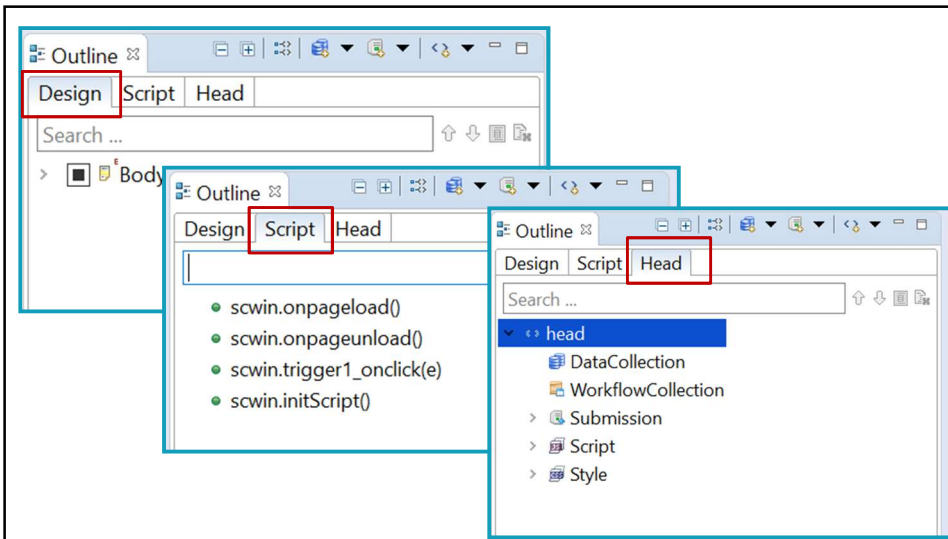 Outline
Design Script Head
Search ...
Body
Outline
Design Script Head
scwin.onpageload()
scwin.onpageunload()
scwin.trigger1_onclick(e)
scwin.initScript()
Outline
Design Script Head
Search ...
head
DataCollection
WorkflowCollection
Submission
Script
Style